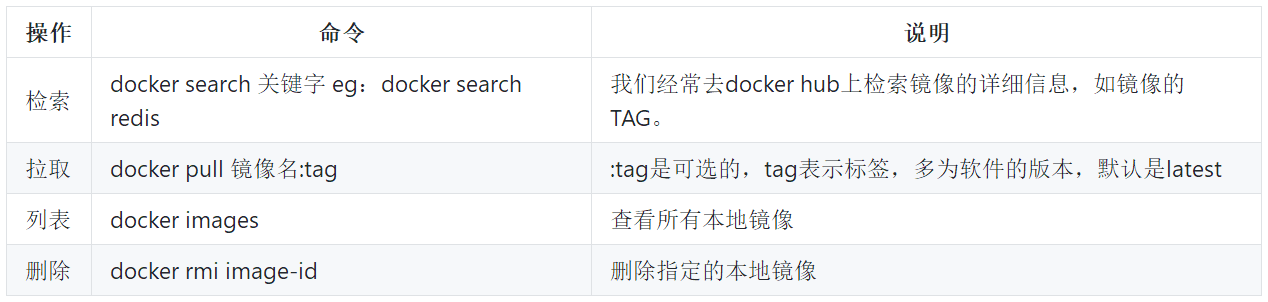 操作 命令 说明
检索 docker search 关键字 eg：docker search redis 我们经常去docker hub上检索镜像的详细信息，如镜像的TAG。
拉取 docker pull 镜像名:tag :tag是可选的，tag表示标签，多为软件的版本，默认是latest
列表 docker images 查看所有本地镜像
删除 docker rmi image-id 删除指定的本地镜像